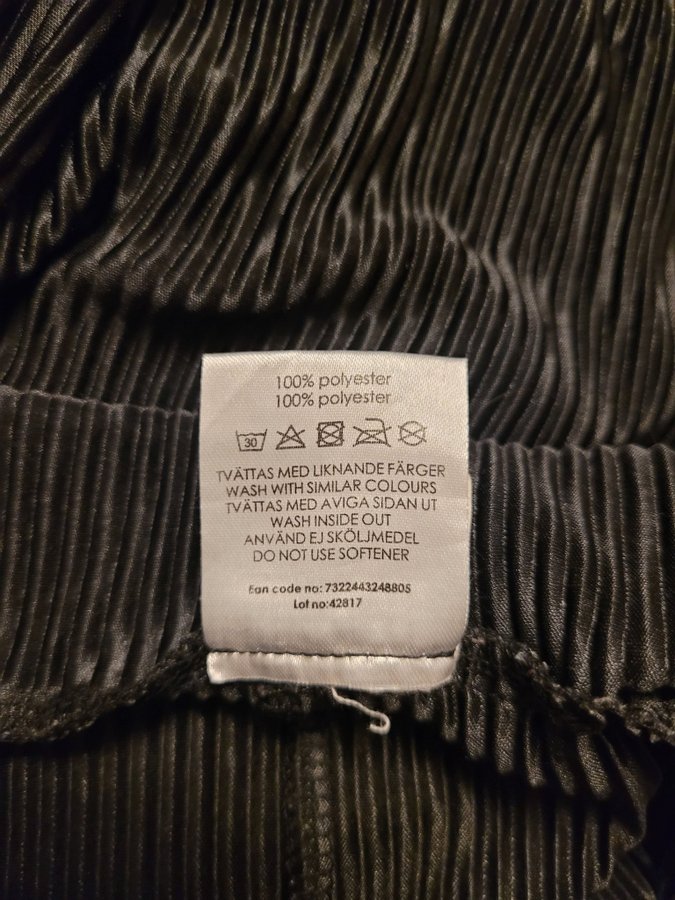 100% polyester
100% polyester
30
TVÄTTAS MED LIKNANDE FÄRGER
WASH WITH SIMILAR COLOURS
TVÄTTAS MED AVIGA SIDAN UT
WASH INSIDE OUT
ANVÄND EJ SKÖLJMEDEL
DO NOT USE SOFTENER
Ean code no: 7322443248805
Lot no:42817